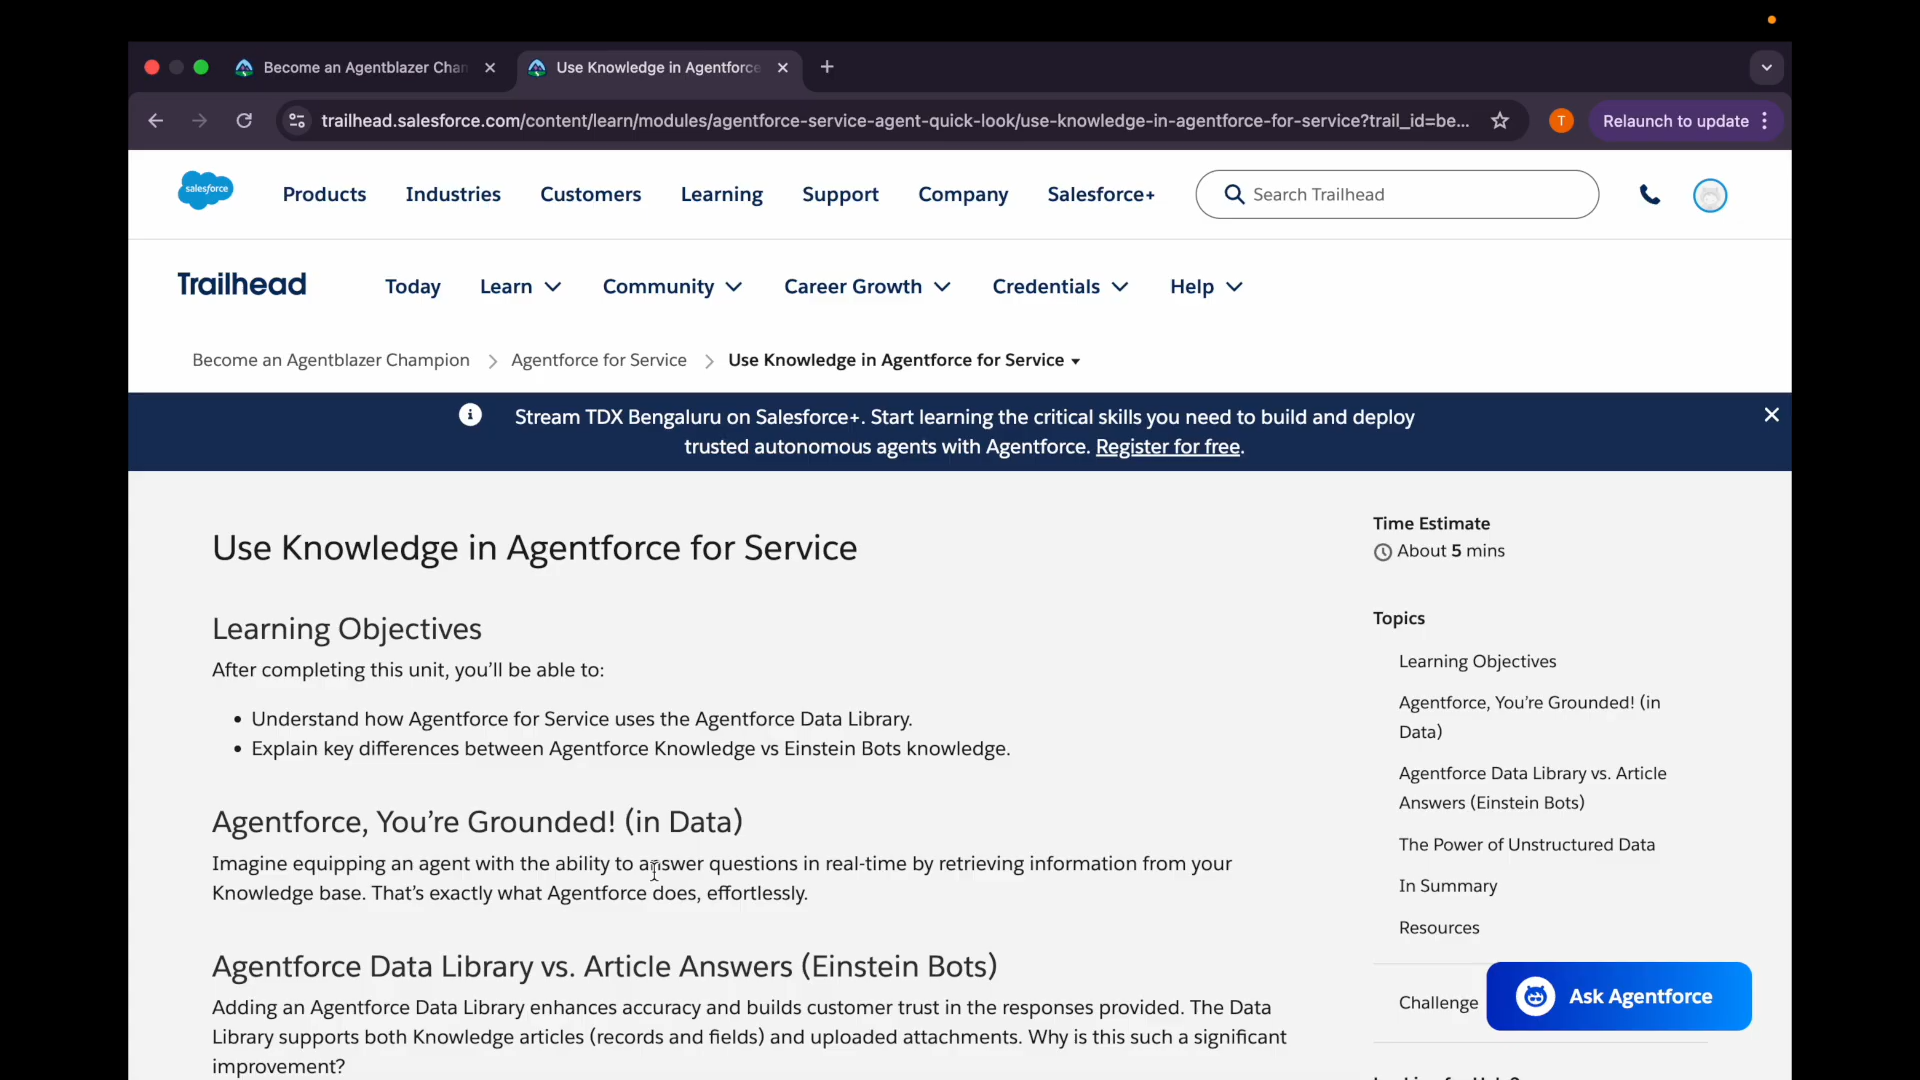 Become an Agentblazer Cham
Use Knowledge in Agentforce
trailhead.salesforce.com/content/learn/modules/agentforce-service-agent-quick-look/use-knowledge-in-agentforce-for-service?trail_id=be...
T
Relaunch to update
salesforce
Products
Industries
Customers
Learning
Support
Company
Salesforce+
Search Trailhead
Trailhead
Today
Learn
Community
Career Growth
Credentials
Help
Become an Agentblazer Champion
Agentforce for Service
Use Knowledge in Agentforce for Service
Stream TDX Bengaluru on Salesforce+. Start learning the critical skills you need to build and deploy
trusted autonomous agents with Agentforce. Register for free.
Use Knowledge in Agentforce for Service
Learning Objectives
After completing this unit, you’ll be able to:
• Understand how Agentforce for Service uses the Agentforce Data Library.
• Explain key differences between Agentforce Knowledge vs Einstein Bots knowledge.
Agentforce, You’re Grounded! (in Data)
Imagine equipping an agent with the ability to answer questions in real-time by retrieving information from your
Knowledge base. That’s exactly what Agentforce does, effortlessly.
Agentforce Data Library vs. Article Answers (Einstein Bots)
Adding an Agentforce Data Library enhances accuracy and builds customer trust in the responses provided. The Data
Library supports both Knowledge articles (records and fields) and uploaded attachments. Why is this such a significant
improvement?
Time Estimate
About 5 mins
Topics
Learning Objectives
Agentforce, You’re Grounded! (in
Data)
Agentforce Data Library vs. Article
Answers (Einstein Bots)
The Power of Unstructured Data
In Summary
Resources
Challenge
Ask Agentforce